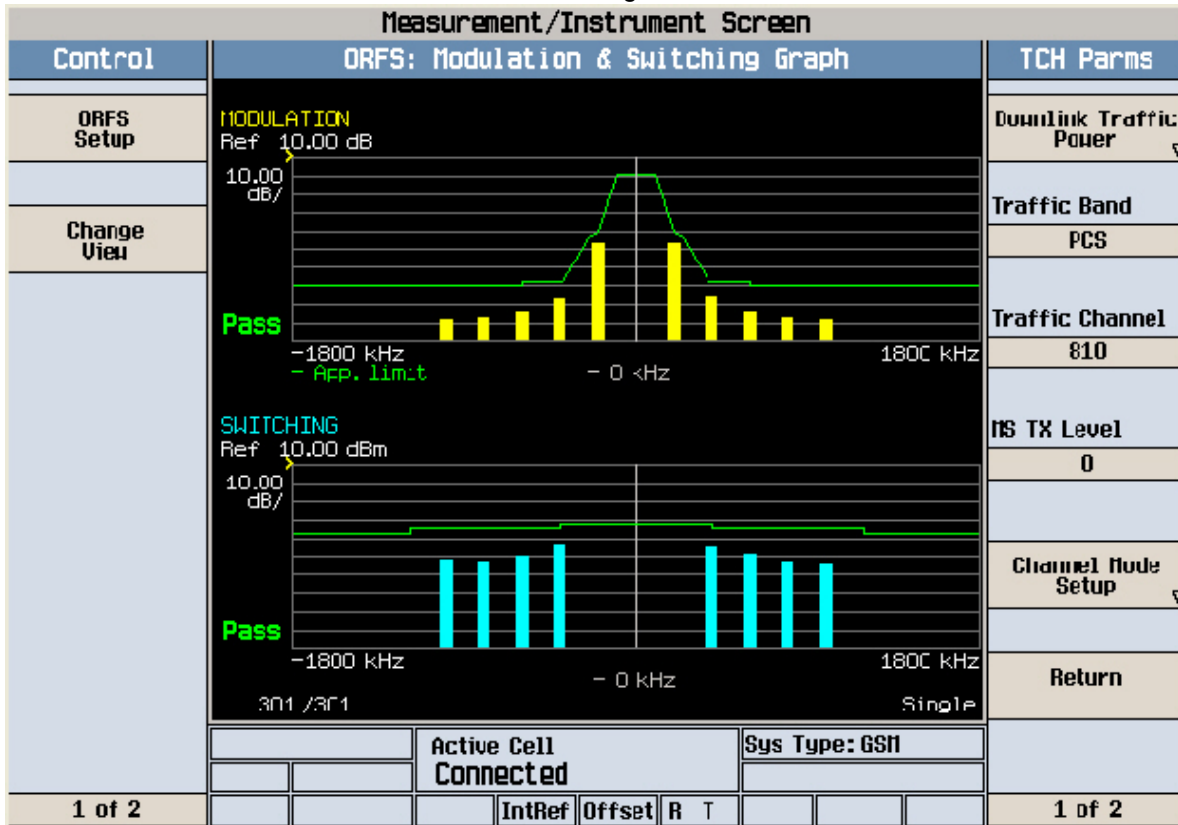 Measurement/Instrument Screen
Control
ORFS: Modulation & Switching Graph
TCH Parms
ORFS
Setup
Change
View
MODULATION
Ref 10.00 dB
10.00
dB/
Pass
-1800 kHz
1800 kHz
- App. limit
- 0 kHz
SWITCHING
Ref 10.00 dBm
10.00
dB/
Pass
-1800 kHz
1800 kHz
- 0 kHz
301/301
Single
Downlink Traffic
Power
Traffic Band
PCS
Traffic Channel
810
MS TX Level
0
Channel Mode
Setup
Return
Active Cell
Connected
Sys Type: GSM
1 of 2
IntRef
Offset
R T
1 of 2